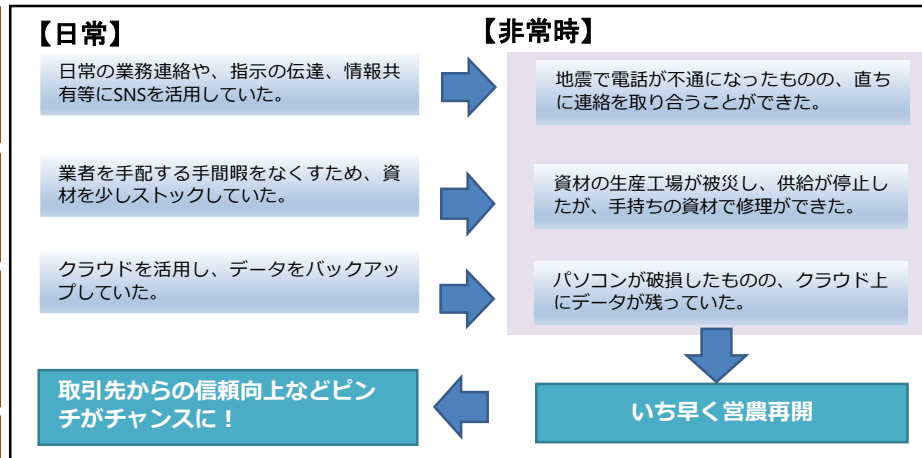 【日常】
【非常時】
日常の業務連絡や、指示の伝達、情報共
有等にSNSを活用していた。
地震で電話が不通になったものの、直ち
に連絡を取り合うことができた。
業者を手配する手間暇をなくすため、資
材を少しストックしていた。
資材の生産工場が被災し、供給が停止し
たが、手持ちの資材で修理ができた。
クラウドを活用し、データをバックアッ
プしていた。
パソコンが破損したものの、クラウド上
にデータが残っていた。
取引先からの信頼向上などピン
チがチャンスに！
いち早く営農再開